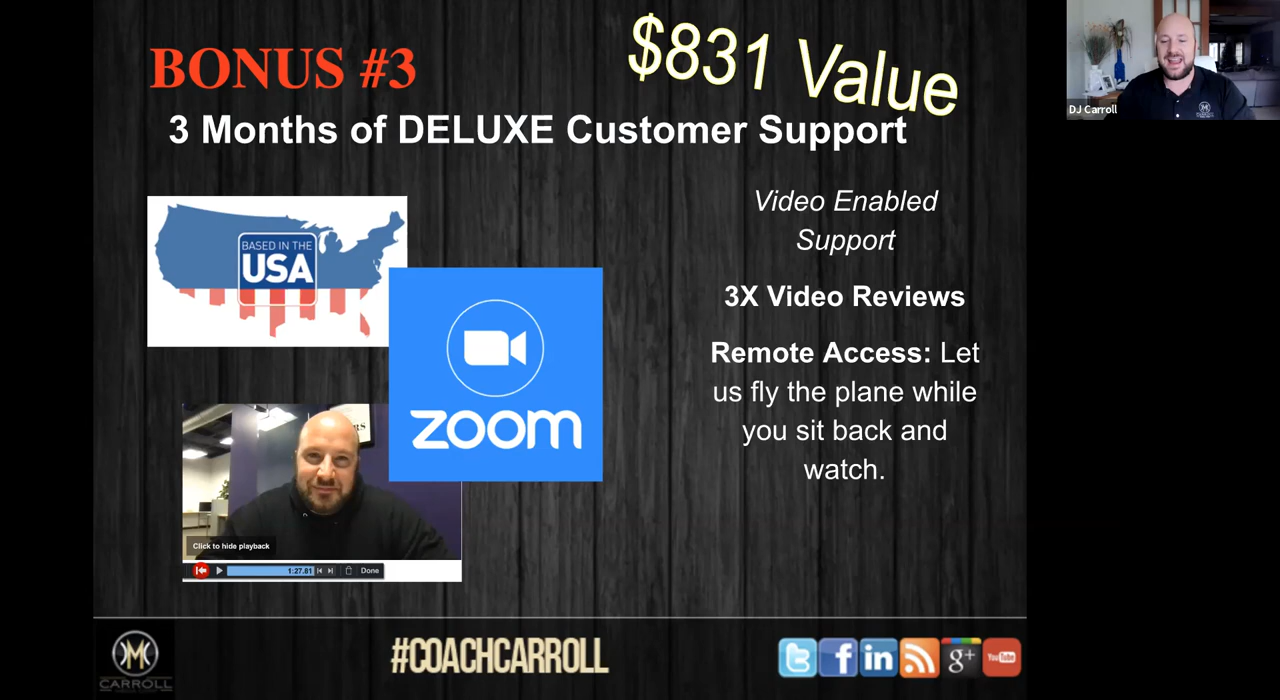 BONUS #3
$831 Value
3 Months of DELUXE Customer Support
DJ Carroll
BASED IN THE
USA
Video Enabled
Support
3X Video Reviews
Remote Access: Let
us fly the plane while
you sit back and
watch.
zoom
Click to hide playback
1:27.81
Done
CARROLL
#COACHCARROLL
f
in
g+
YouTube